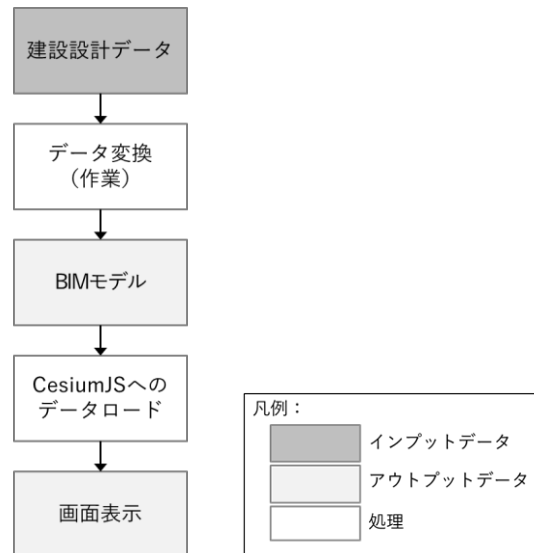 建設設計データ
データ変換
（作業）
BIMモデル
CesiumJSへの
データロード
画面表示
凡例：
インプットデータ
アウトプットデータ
処理